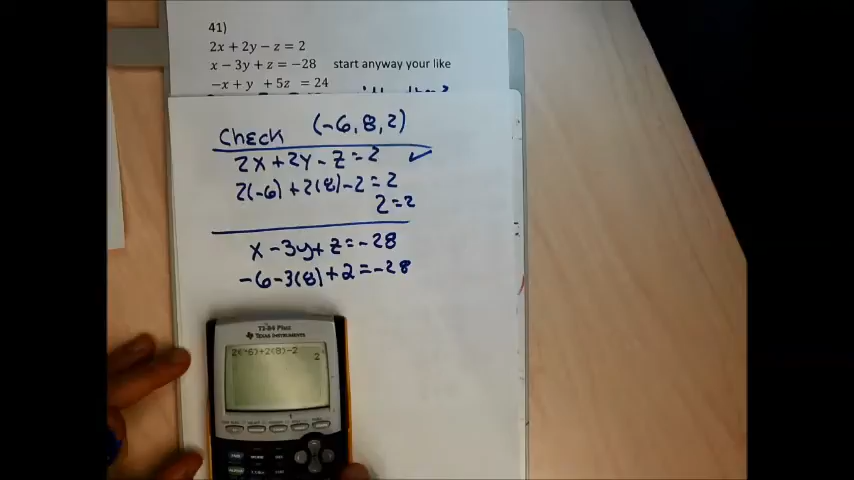 41)
2x + 2y − z = 2
x − 3y + z = −28 start anyway your like
−x + y + 5z = 24
Check (-6, 8, 2)
2x + 2y - z = 2 ✓
2(-6) + 2(8) - 2 = 2
2 = 2
x - 3y + z = -28
-6 - 3(8) + 2 = -28
TI-84 Plus
TEXAS INSTRUMENTS
2(-6)+2(8)-2
2